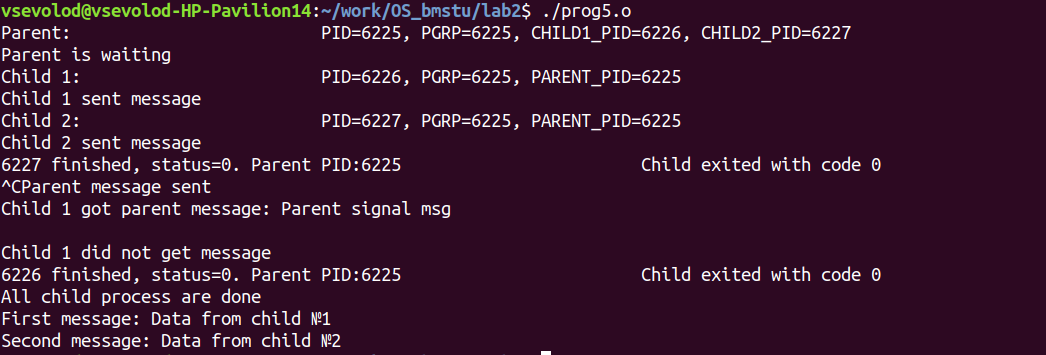 vsevolod@vsevolod-HP-Pavilion14:~/work/OS_bmstu/lab2$ ./prog5.o
Parent: PID=6225, PGRP=6225, CHILD1_PID=6226, CHILD2_PID=6227
Parent is waiting
Child 1: PID=6226, PGRP=6225, PARENT_PID=6225
Child 1 sent message
Child 2: PID=6227, PGRP=6225, PARENT_PID=6225
Child 2 sent message
6227 finished, status=0. Parent PID:6225 Child exited with code 0
^CParent message sent
Child 1 got parent message: Parent signal msg
Child 1 did not get message
6226 finished, status=0. Parent PID:6225 Child exited with code 0
All child process are done
First message: Data from child №1
Second message: Data from child №2